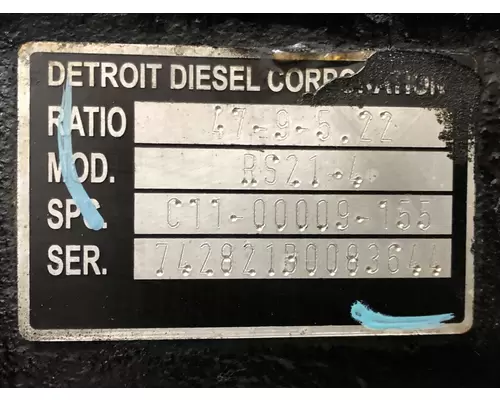 DETROIT DIESEL CORPORATION
RATIO 47-9-5.22
MOD. RS21-4
SPC. C11-00009-155
SER. 742821B0083644